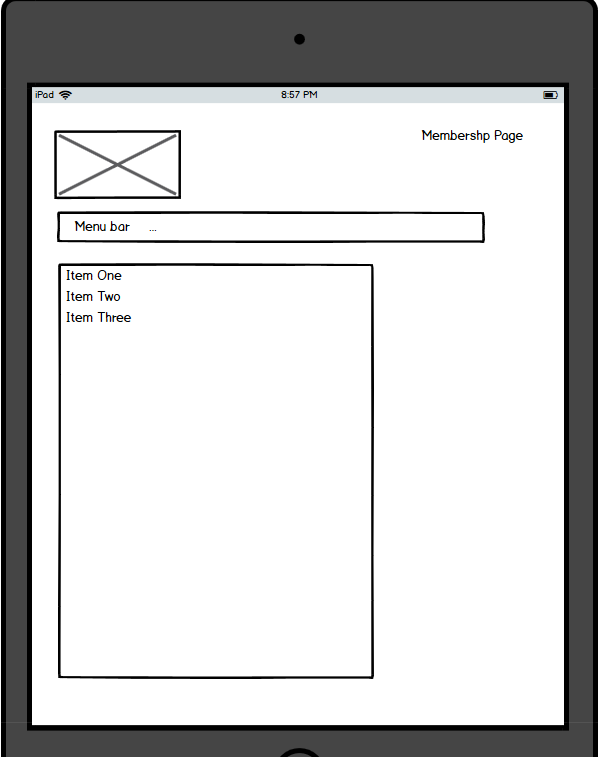 iPad 8:57 PM
Membershp Page
Menu bar ...
Item One
Item Two
Item Three